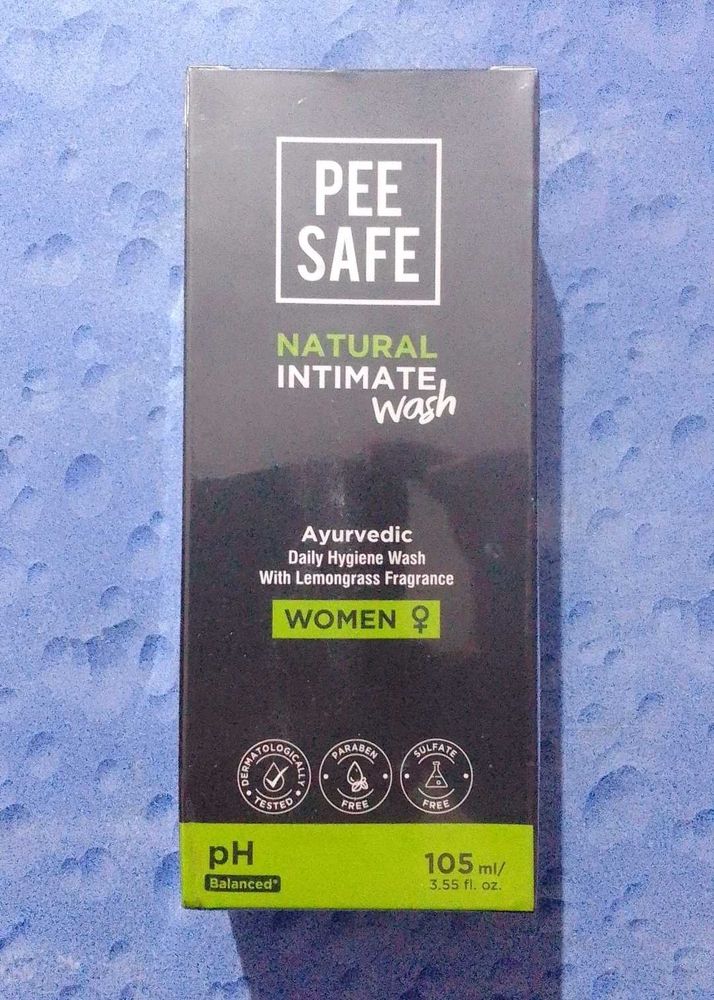 PEE
SAFE
NATURAL
INTIMATE
wash
Ayurvedic
Daily Hygiene Wash
With Lemongrass Fragrance
WOMEN ♀
DERMATOLOGICALLY
TESTED
PARABEN
FREE
SULFATE
FREE
pH
Balanced*
105 ml/
3.55 fl. oz.